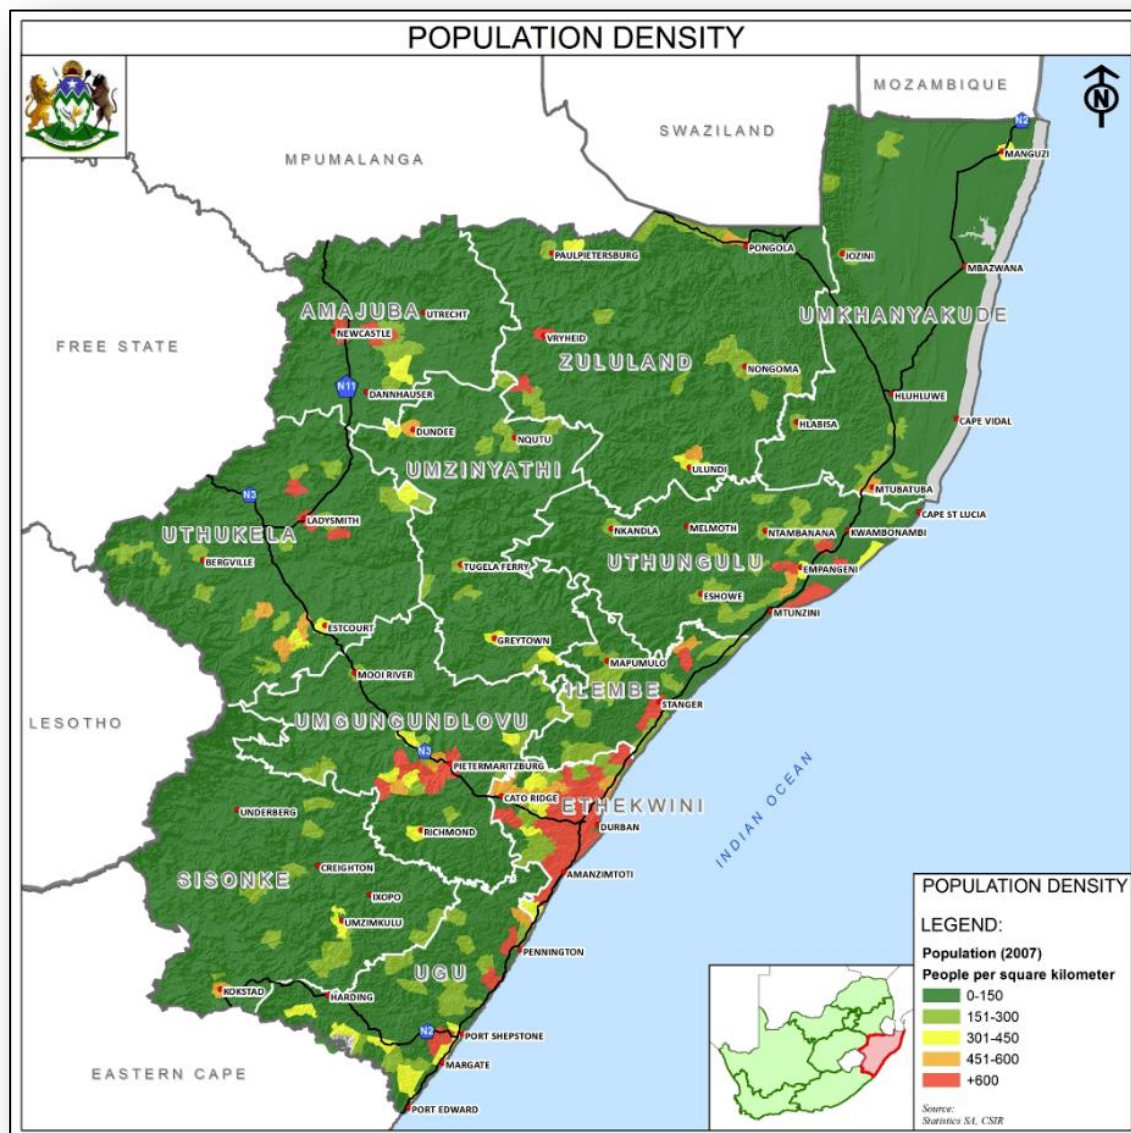 POPULATION DENSITY
MOZAMBIQUE
N
SWAZILAND
N2
MPUMALANGA
MANGUZI
PONGOLA
PAULPIETERSBURG
JOZINI
MBAZWANA
AMAJUBA
UTRECHT
UMKHANYAKUDE
NEWCASTLE
VRYHEID
FREE STATE
ZULULAND
NONGOMA
N11
DANNHAUSER
HLUHLUWE
CAPE VIDAL
HLABISA
DUNDEE
NQUTU
UMZINYATHI
ULUNDI
N3
MTUBATUBA
CAPE ST LUCIA
LADYSMITH
UTHUKELA
NKANDLA
MELMOTH
NTAMBANANA
KWAMBONAMBI
BERGVILLE
TUGELA FERRY
UTHUNGULU
EMPANGENI
ESHOWE
MTUNZINI
ESTCOURT
GREYTOWN
MAPUMULO
MOOI RIVER
ILEMBE
STANGER
LESOTHO
UMGUNGUNDLOVU
N3
PIETERMARITZBURG
CATO RIDGE
ETHEKWINI
UNDERBERG
DURBAN
RICHMOND
INDIAN OCEAN
CREIGHTON
AMANZIMTOTI
SISONKE
IXOPO
UMZIMKULU
PENNINGTON
UGU
KOKSTAD
HARDING
N2
PORT SHEPSTONE
MARGATE
EASTERN CAPE
PORT EDWARD
POPULATION DENSITY
LEGEND:
Population (2007)
People per square kilometer
0-150
151-300
301-450
451-600
+600
Source:
Statistics SA, CSIR